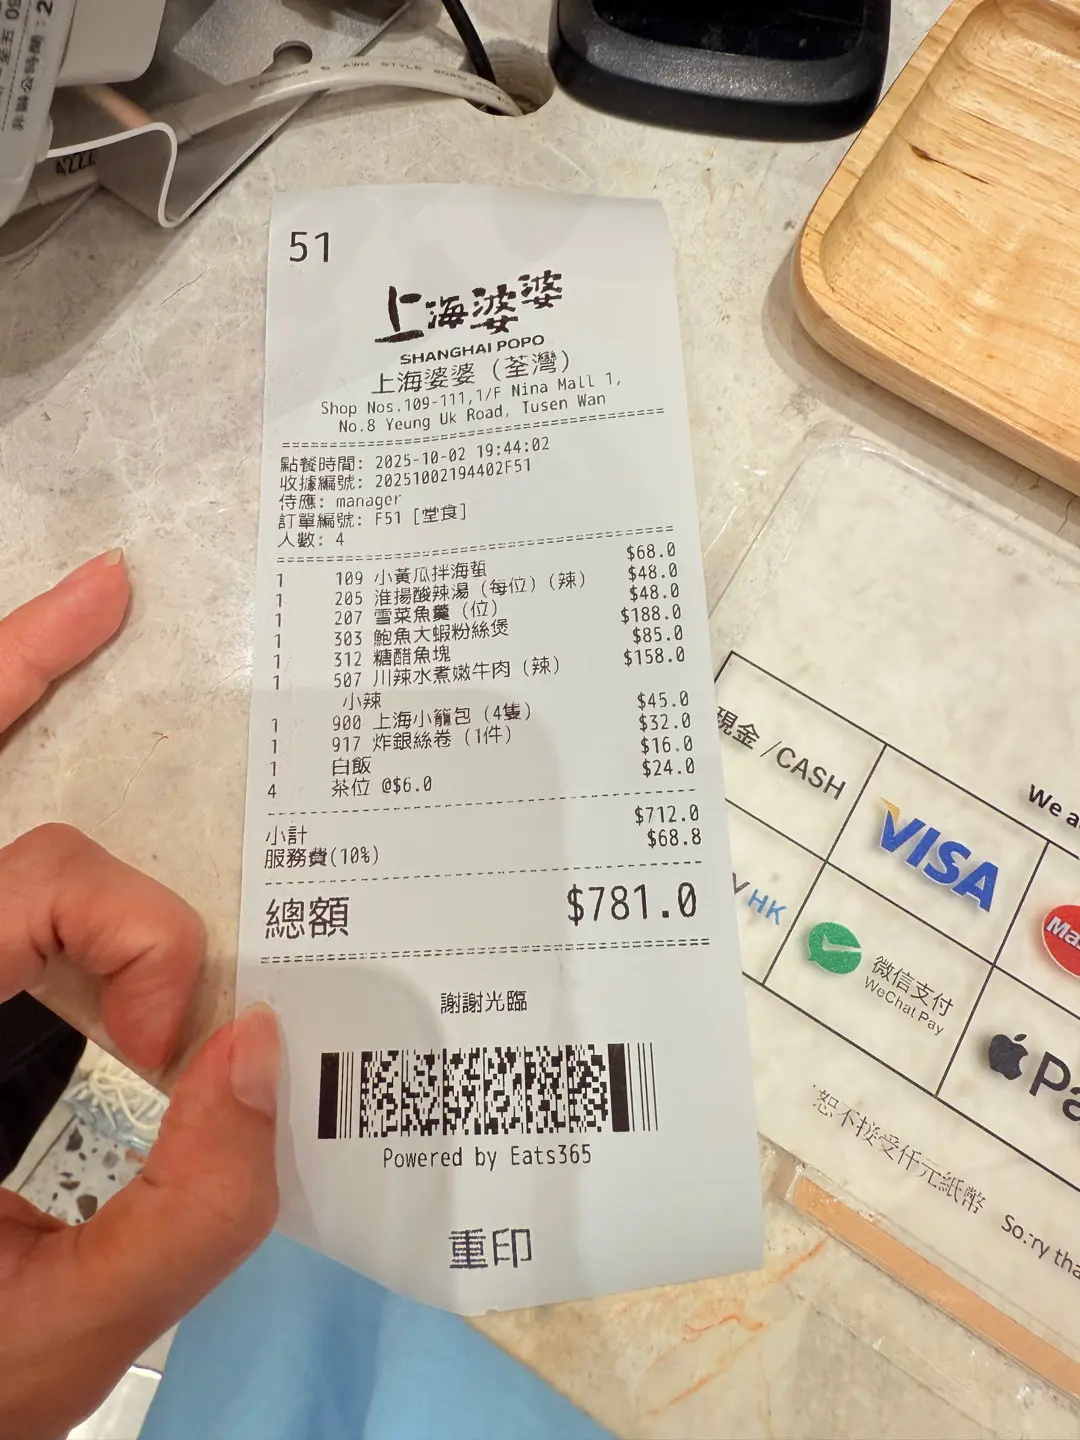 51
上海婆婆
SHANGHAI POPO
上海婆婆（荃灣）
Shop Nos.109-111,1/F Nina Mall 1,
No.8 Yeung Uk Road, Tusen Wan
點餐時間: 2025-10-02 19:44:02
收據編號: 20251002194402F51
侍應: manager
訂單編號: F51 [堂食]
人數: 4
1 109 小黃瓜拌海蜇 $68.0
1 205 淮揚酸辣湯（每位）（辣） $48.0
1 207 雪菜魚羹（位） $48.0
1 303 鮑魚大蝦粉絲煲 $188.0
1 312 糖醋魚塊 $85.0
1 507 川辣水煮嫩牛肉（辣） $158.0
小辣
1 900 上海小籠包（4隻） $45.0
1 917 炸銀絲卷（1件） $32.0
1 白飯 $16.0
4 茶位 @$6.0 $24.0
小計 $712.0
服務費(10%) $68.8
總額 $781.0
謝謝光臨
Powered by Eats365
重印
現金 /CASH
We a
VISA
Mas
Y HK
微信支付
WeChat Pay
Pa
恕不接受仟元紙幣 Sorry tha
AWM STYLE